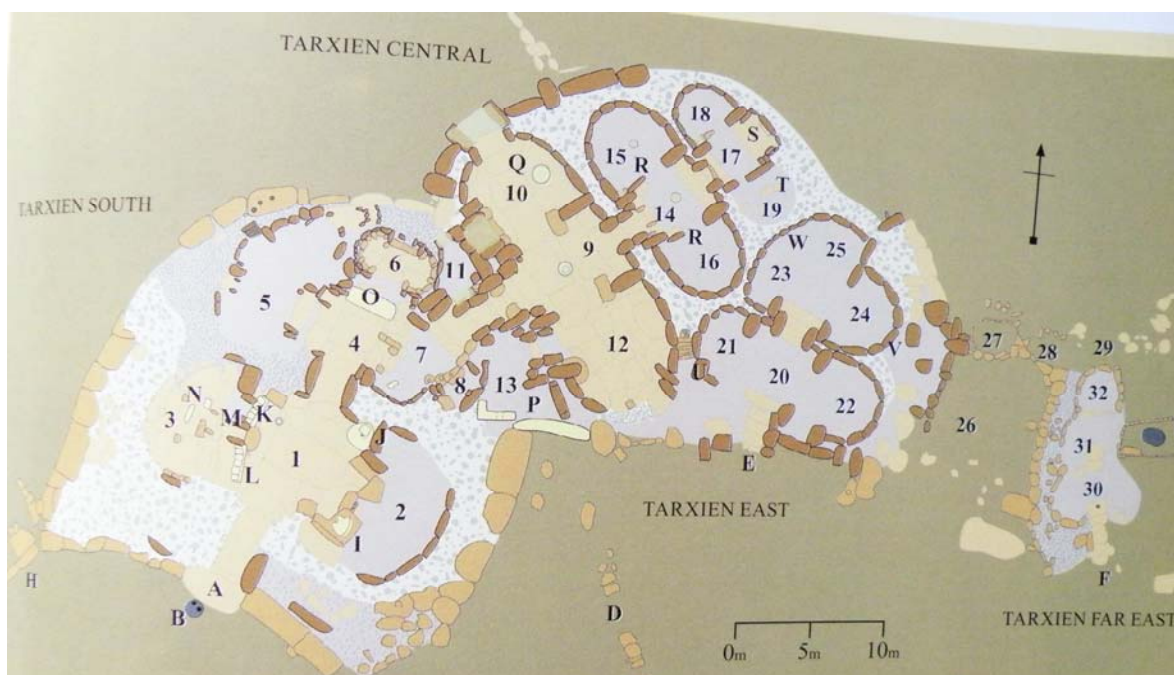 TARXIEN CENTRAL
18
S
15
R
17
Q
10
T
TARXIEN SOUTH
14
19
9
R
W
25
6
11
16
23
5
O
24
4
12
21
V
27
28
29
7
20
32
N
8
13
P
22
26
3
M
K
J
31
1
L
E
30
2
TARXIEN EAST
I
H
A
F
B
D
TARXIEN FAR EAST
0m
5m
10m